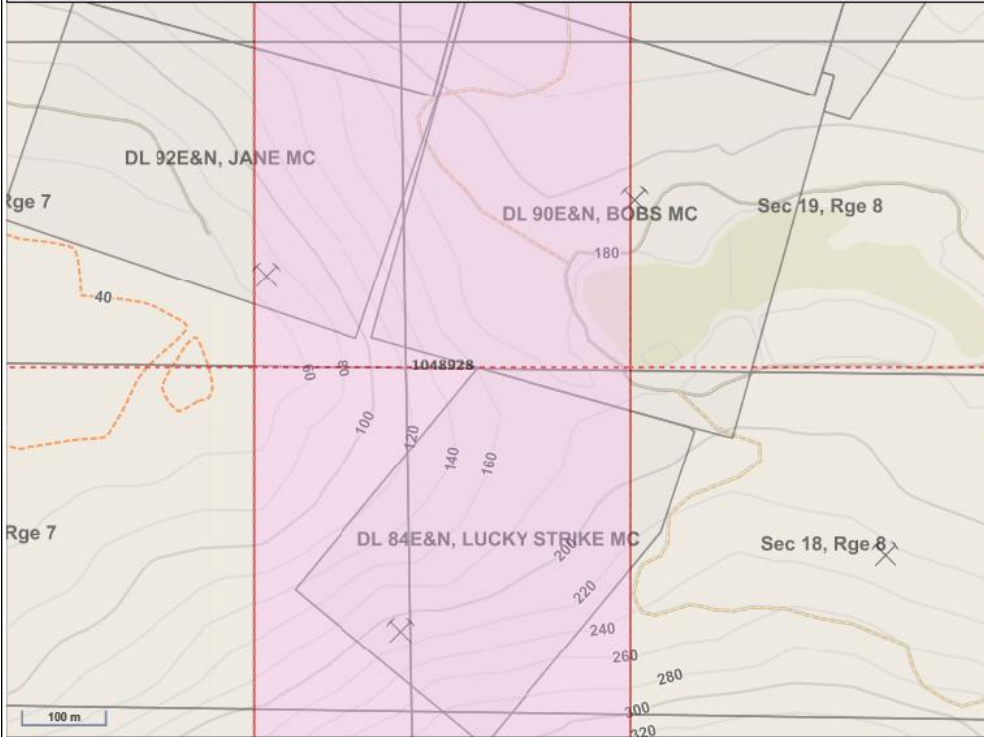 DL 92E&N, JANE MC
Rge 7
DL 90E&N, BOBS MC
Sec 19, Rge 8
180
40
60
80
1048928
100
120
140
160
Rge 7
DL 84E&N, LUCKY STRIKE MC
200
Sec 18, Rge 8
220
240
260
280
300
320
100 m